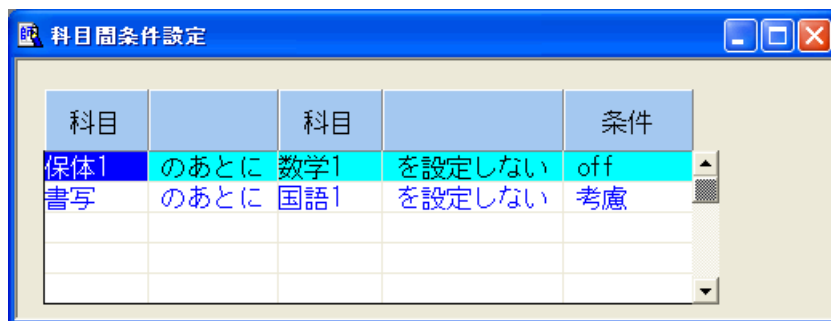 科目間条件設定
科目 科目 条件
保体1 のあとに 数学1 を設定しない off
書写 のあとに 国語1 を設定しない 考慮